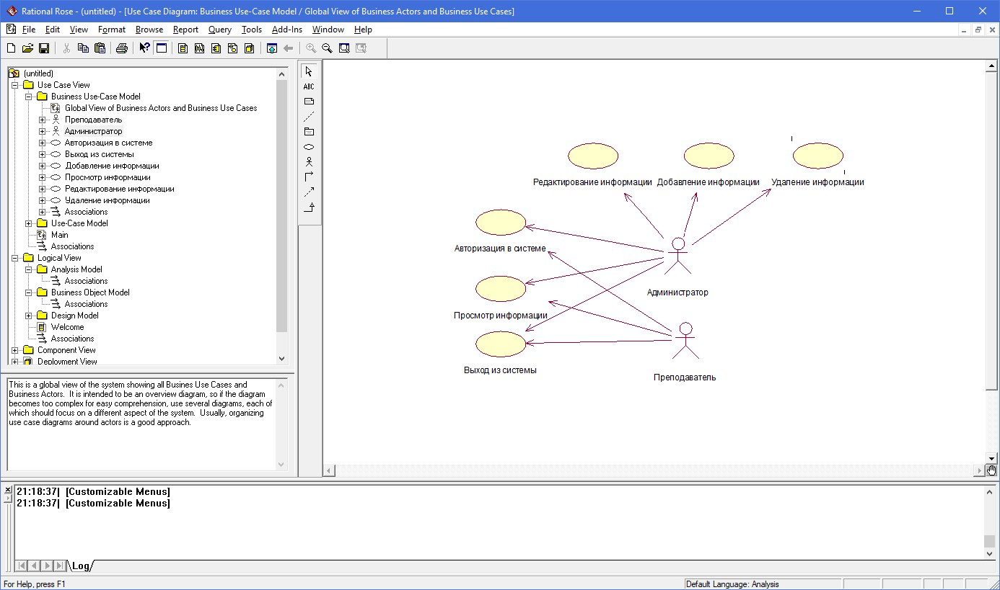 Rational Rose - (untitled) - [Use Case Diagram: Business Use-Case Model / Global View of Business Actors and Business Use Cases]
File Edit View Format Browse Report Query Tools Add-Ins Window Help
(untitled)
Use Case View
Business Use-Case Model
Global View of Business Actors and Business Use Cases
Преподаватель
Администратор
Авторизация в системе
Выход из системы
Добавление информации
Просмотр информации
Редактирование информации
Удаление информации
Associations
Use-Case Model
Main
Associations
Logical View
Analysis Model
Associations
Business Object Model
Associations
Design Model
Welcome
Associations
Component View
Deployment View
This is a global view of the system showing all Busines Use Cases and
Business Actors. It is intended to be an overview diagram, so if the diagram
becomes too complex for easy comprehension, use several diagrams, each of
which should focus on a different aspect of the system. Usually, organizing
use case diagrams around actors is a good approach.
ABC
Редактирование информации Добавление информации Удаление информации
Авторизация в системе
Администратор
Просмотр информации
Выход из системы
Преподаватель
21:18:37| [Customizable Menus]
21:18:37| [Customizable Menus]
Log
For Help, press F1
Default Language: Analysis